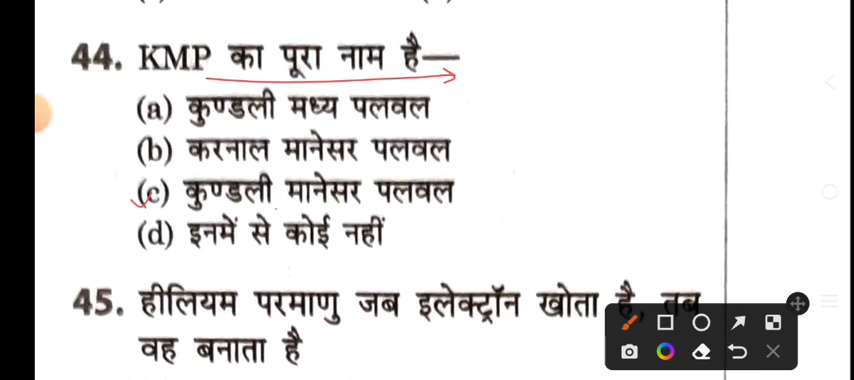 44. KMP का पूरा नाम है—
(a) कुण्डली मध्य पलवल
(b) करनाल मानेसर पलवल
(c) कुण्डली मानेसर पलवल
(d) इनमें से कोई नहीं
45. हीलियम परमाणु जब इलेक्ट्रॉन खोता है, तब
वह बनाता है